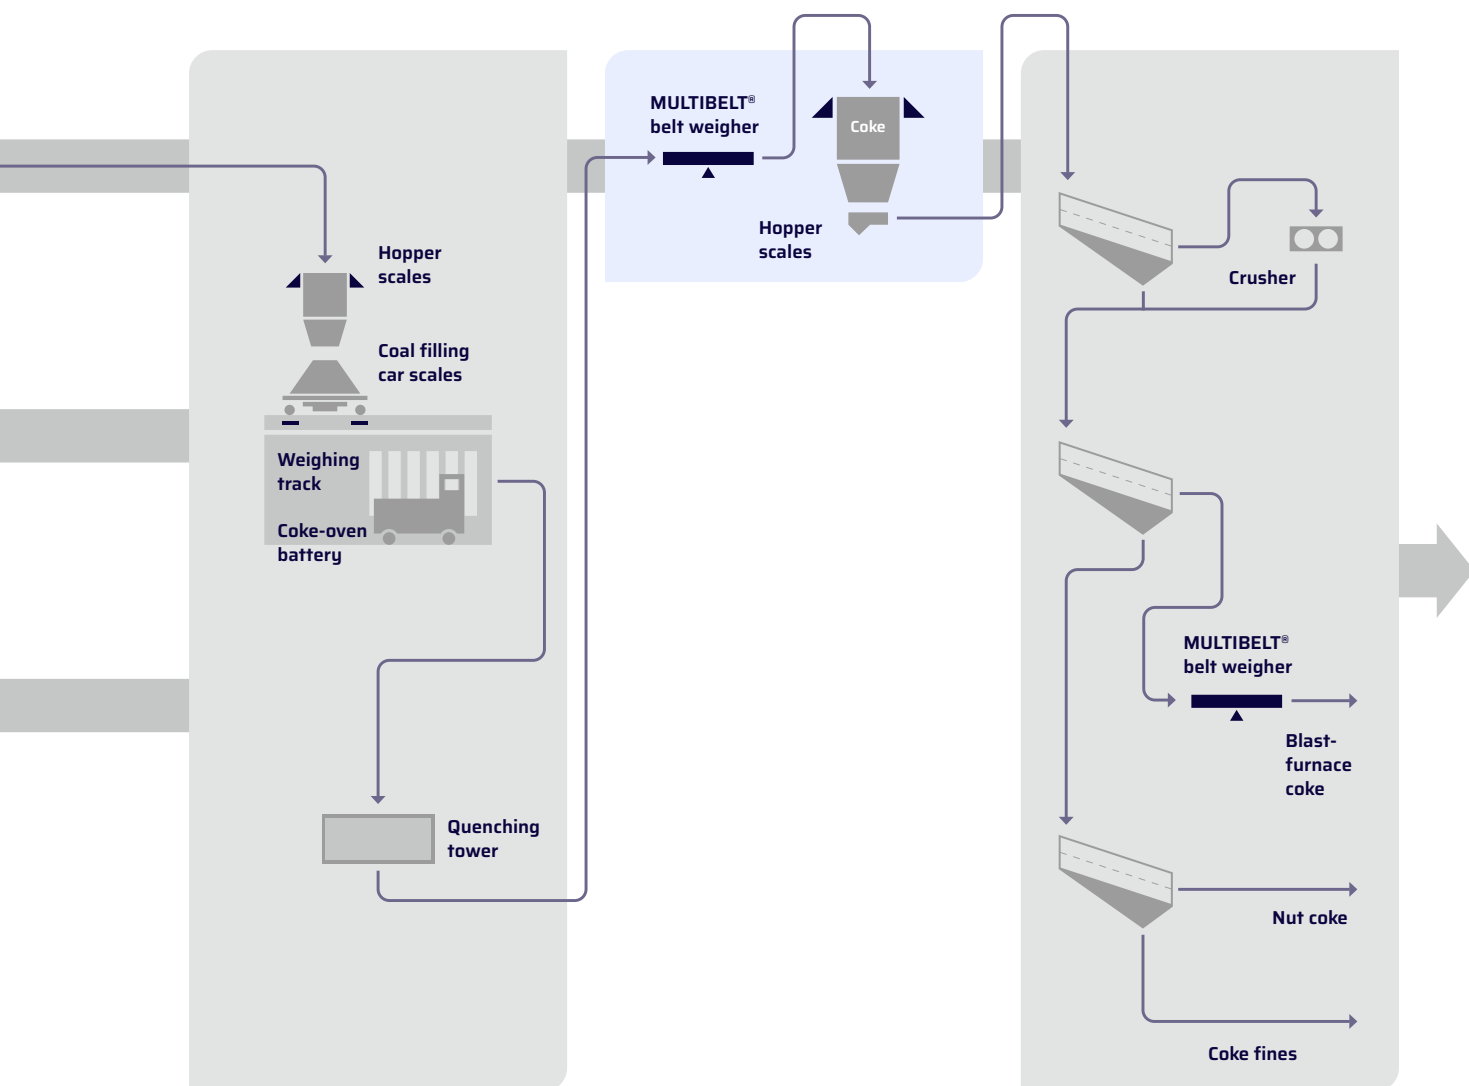 Hopper
scales
Coal filling
car scales
Weighing
track
Coke-oven
battery
Quenching
tower
MULTIBELT®
belt weigher
Coke
Hopper
scales
Crusher
MULTIBELT®
belt weigher
Blast-
furnace
coke
Nut coke
Coke fines